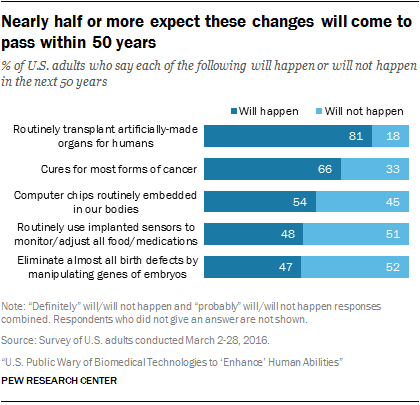 Nearly half or more expect these changes will come to
pass within 50 years
% of U.S. adults who say each of the following will happen or will not happen
in the next 50 years
Will happen Will not happen
Routinely transplant artificially-made
organs for humans
81 18
Cures for most forms of cancer
66 33
Computer chips routinely embedded
in our bodies
54 45
Routinely use implanted sensors to
monitor/adjust all food/medications
48 51
Eliminate almost all birth defects by
manipulating genes of embryos
47 52
Note: “Definitely” will/will not happen and “probably” will/will not happen responses
combined. Respondents who did not give an answer are not shown.
Source: Survey of U.S. adults conducted March 2-28, 2016.
“U.S. Public Wary of Biomedical Technologies to ‘Enhance’ Human Abilities”
PEW RESEARCH CENTER